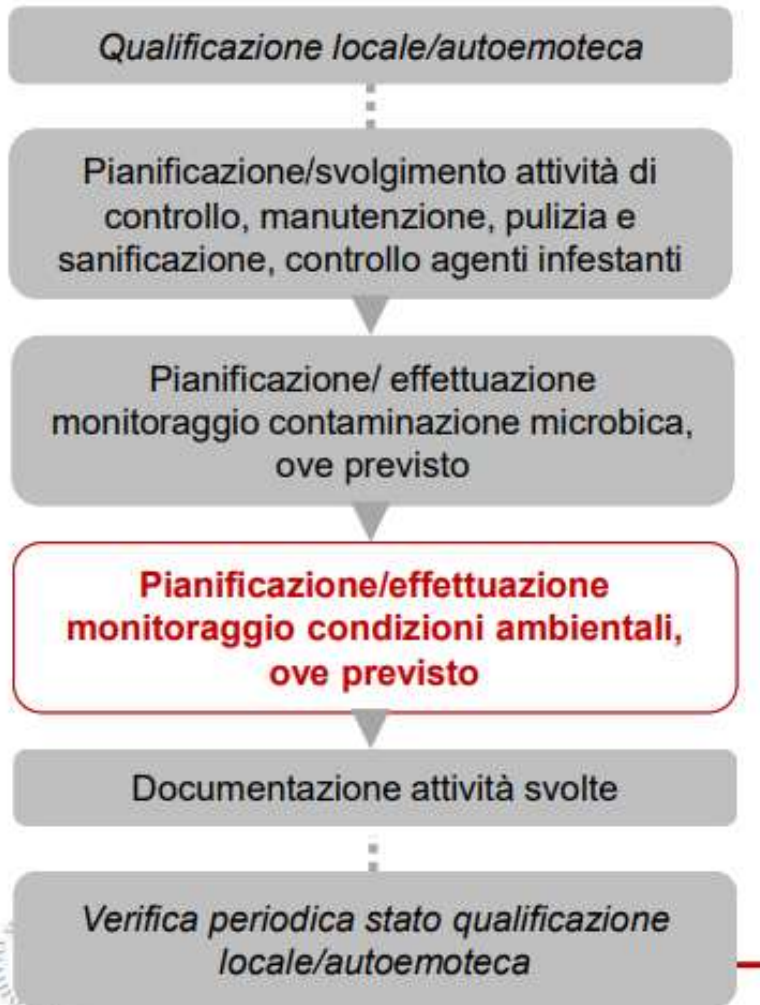 Qualificazione locale/autoemoteca
Pianificazione/svolgimento attività di
controllo, manutenzione, pulizia e
sanificazione, controllo agenti infestanti
Pianificazione/ effettuazione
monitoraggio contaminazione microbica,
ove previsto
Pianificazione/effettuazione
monitoraggio condizioni ambientali,
ove previsto
Documentazione attività svolte
Verifica periodica stato qualificazione
locale/autoemoteca